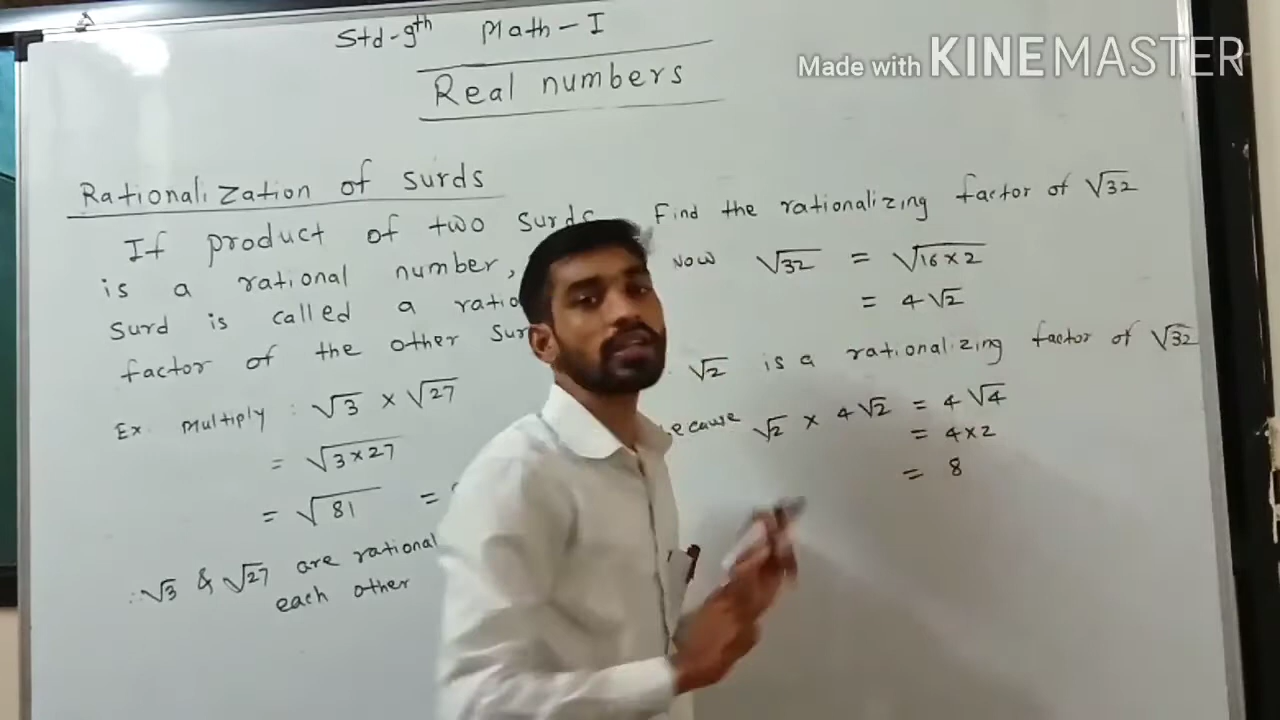 Std-9th Math-I
Made with KINEMASTER
Real numbers
Rationalization of surds
If product of two surds
is a rational number,
surd is called a
factor of the other
Ex Multiply : √3 × √27
= √3×27
= √81 =
∴ √3 & √27 are rational
each other
Find the rationalizing factor of √32
Now √32 = √16×2
= 4√2
√2 is a rationalizing factor of √32
√2 × 4√2 = 4√4
= 4×2
= 8